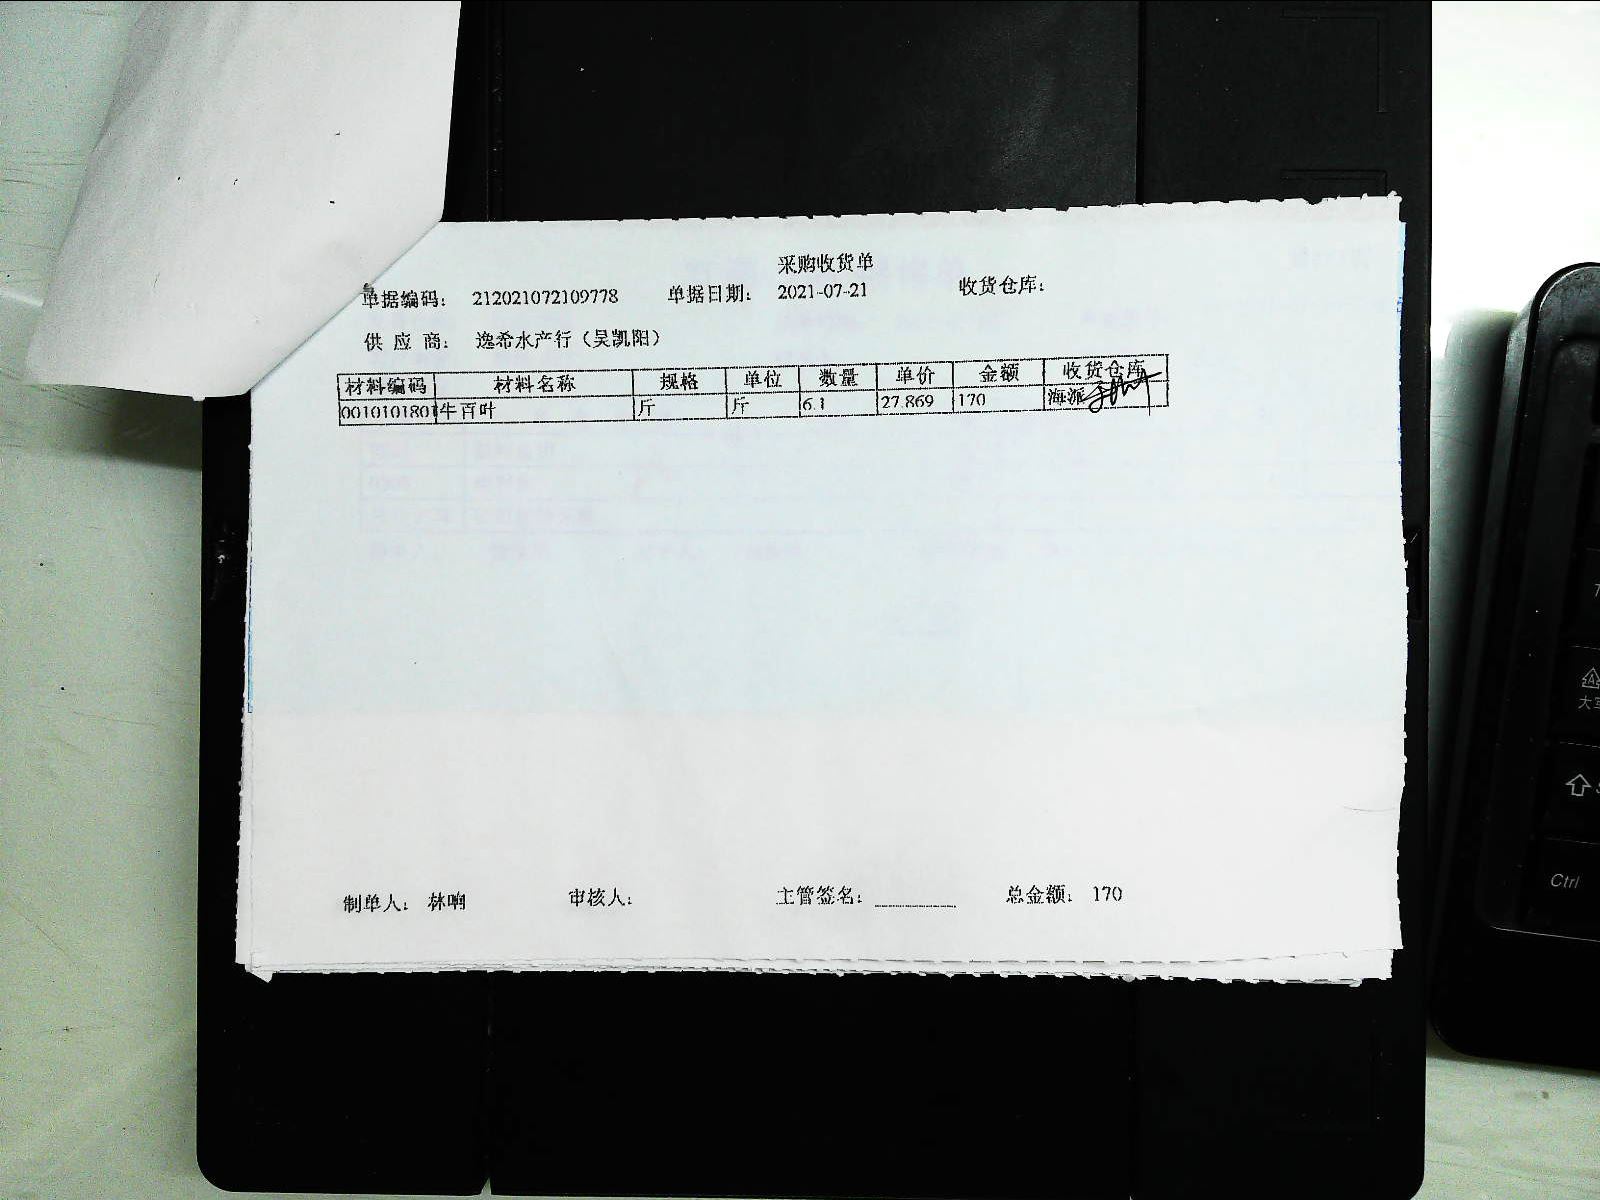 采购收货单
单据编码： 212021072109778 单据日期： 2021-07-21 收货仓库：
供 应 商： 逸希水产行（吴凯阳）
材料编码 材料名称 规格 单位 数量 单价 金额 收货仓库
0010101801 牛百叶 斤 斤 6.1 27.869 170 海派
制单人： 林响 审核人： 主管签名： 总金额： 170
大写
Ctrl